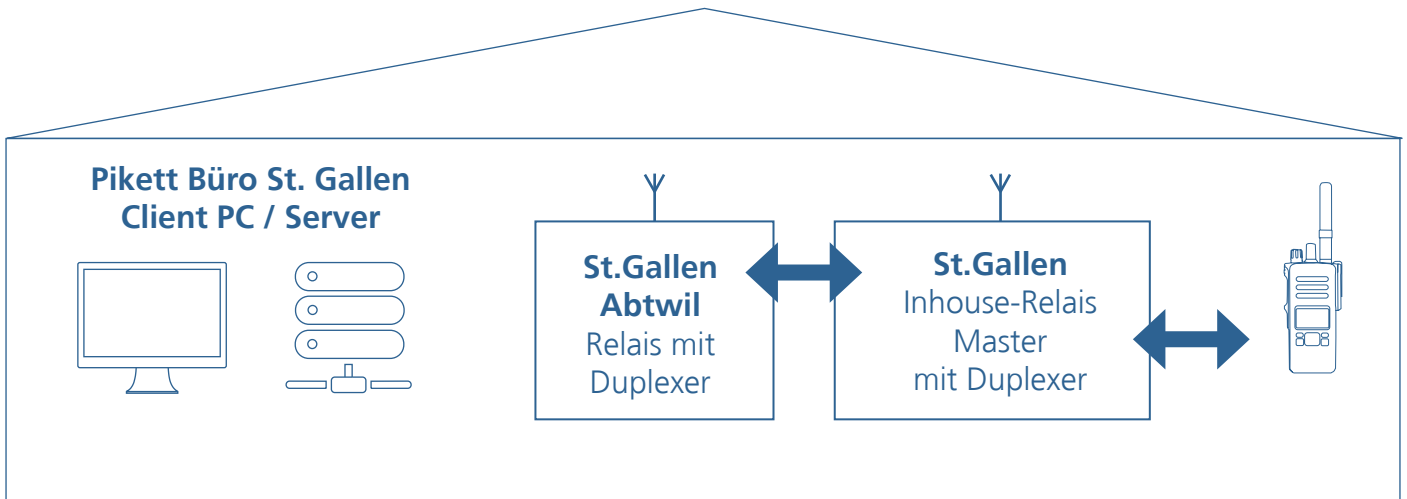 Pikett Büro St. Gallen
Client PC / Server
St.Gallen
Abtwil
Relais mit
Duplexer
St.Gallen
Inhouse-Relais
Master
mit Duplexer